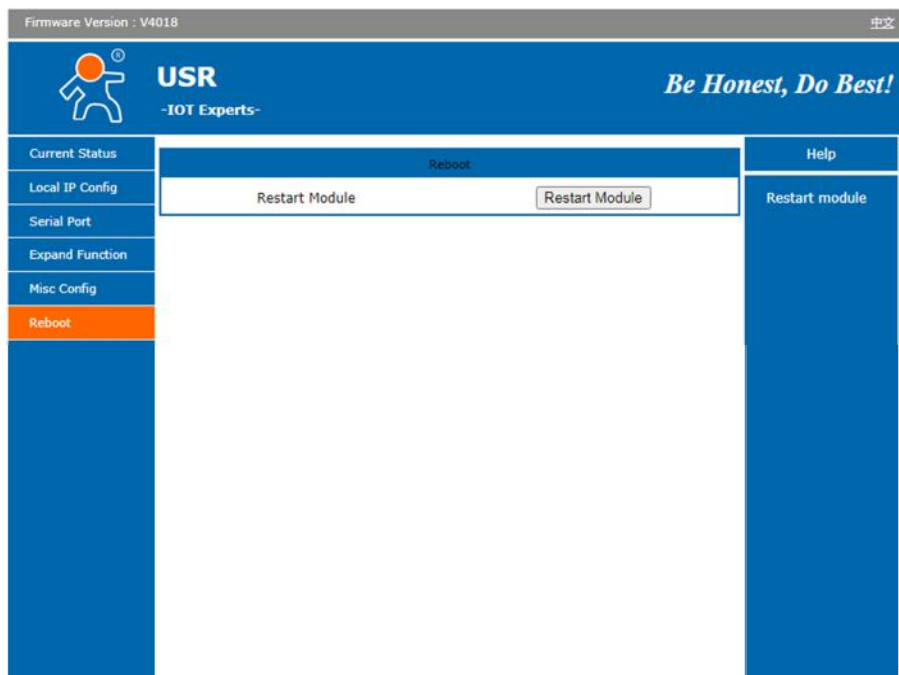 Firmware Version : V4018
中文
®
USR
-IOT Experts-
Be Honest, Do Best!
Current Status
Local IP Config
Serial Port
Expand Function
Misc Config
Reboot
Reboot
Restart Module
Restart Module
Help
Restart module